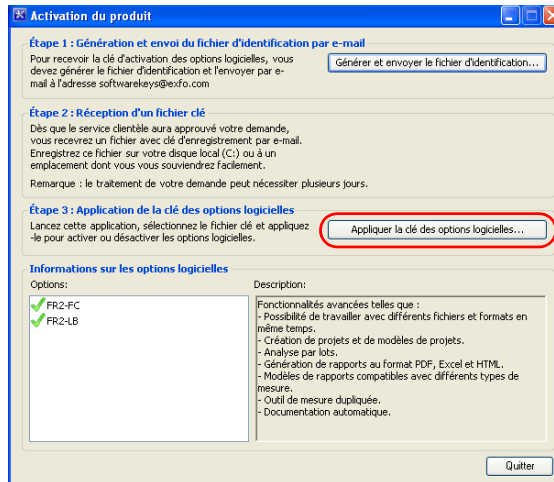 Activation du produit
Étape 1 : Génération et envoi du fichier d'identification par e-mail
Pour recevoir la clé d'activation des options logicielles, vous
devez générer le fichier d'identification et l'envoyer par e-
mail à l'adresse softwarekeys@exfo.com
Générer et envoyer le fichier d'identification...
Étape 2 : Réception d'un fichier clé
Dès que le service clientèle aura approuvé votre demande,
vous recevrez un fichier avec clé d'enregistrement par e-mail.
Enregistrez ce fichier sur votre disque local (C:) ou à un
emplacement dont vous vous souviendrez facilement.
Remarque : le traitement de votre demande peut nécessiter plusieurs jours.
Étape 3 : Application de la clé des options logicielles
Lancez cette application, sélectionnez le fichier clé et appliquez
-le pour activer ou désactiver les options logicielles.
Appliquer la clé des options logicielles...
Informations sur les options logicielles
Options:
FR2-FC
FR2-LB
Description:
Fonctionnalités avancées telles que :
- Possibilité de travailler avec différents fichiers et formats en
même temps.
- Création de projets et de modèles de projets.
- Analyse par lots.
- Génération de rapports au format PDF, Excel et HTML.
- Modèles de rapports compatibles avec différents types de
mesure.
- Outil de mesure dupliquée.
- Documentation automatique.
Quitter